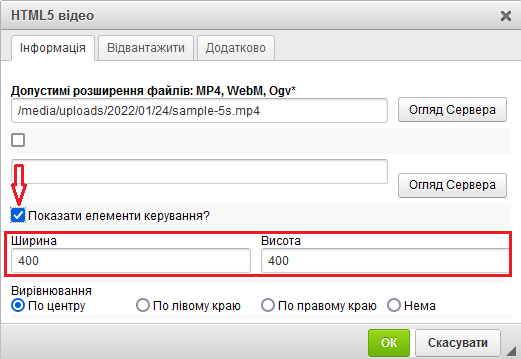 HTML5 відео
Інформація Відвантажити Додатково
Допустимі розширення файлів: MP4, WebM, Ogv*
/media/uploads/2022/01/24/sample-5s.mp4 Огляд Сервера
Огляд Сервера
Показати елементи керування?
Ширина Висота
400 400
Вирівнювання
По центру По лівому краю По правому краю Нема
ОК Скасувати